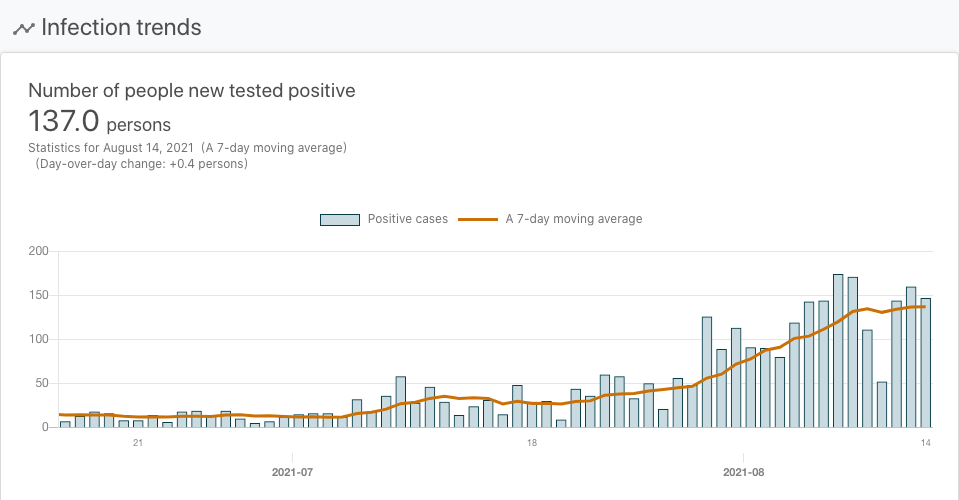 Infection trends
Number of people new tested positive
137.0 persons
Statistics for August 14, 2021 (A 7-day moving average)
(Day-over-day change: +0.4 persons)
Positive cases A 7-day moving average
200
150
100
50
0
21 18 14
2021-07 2021-08